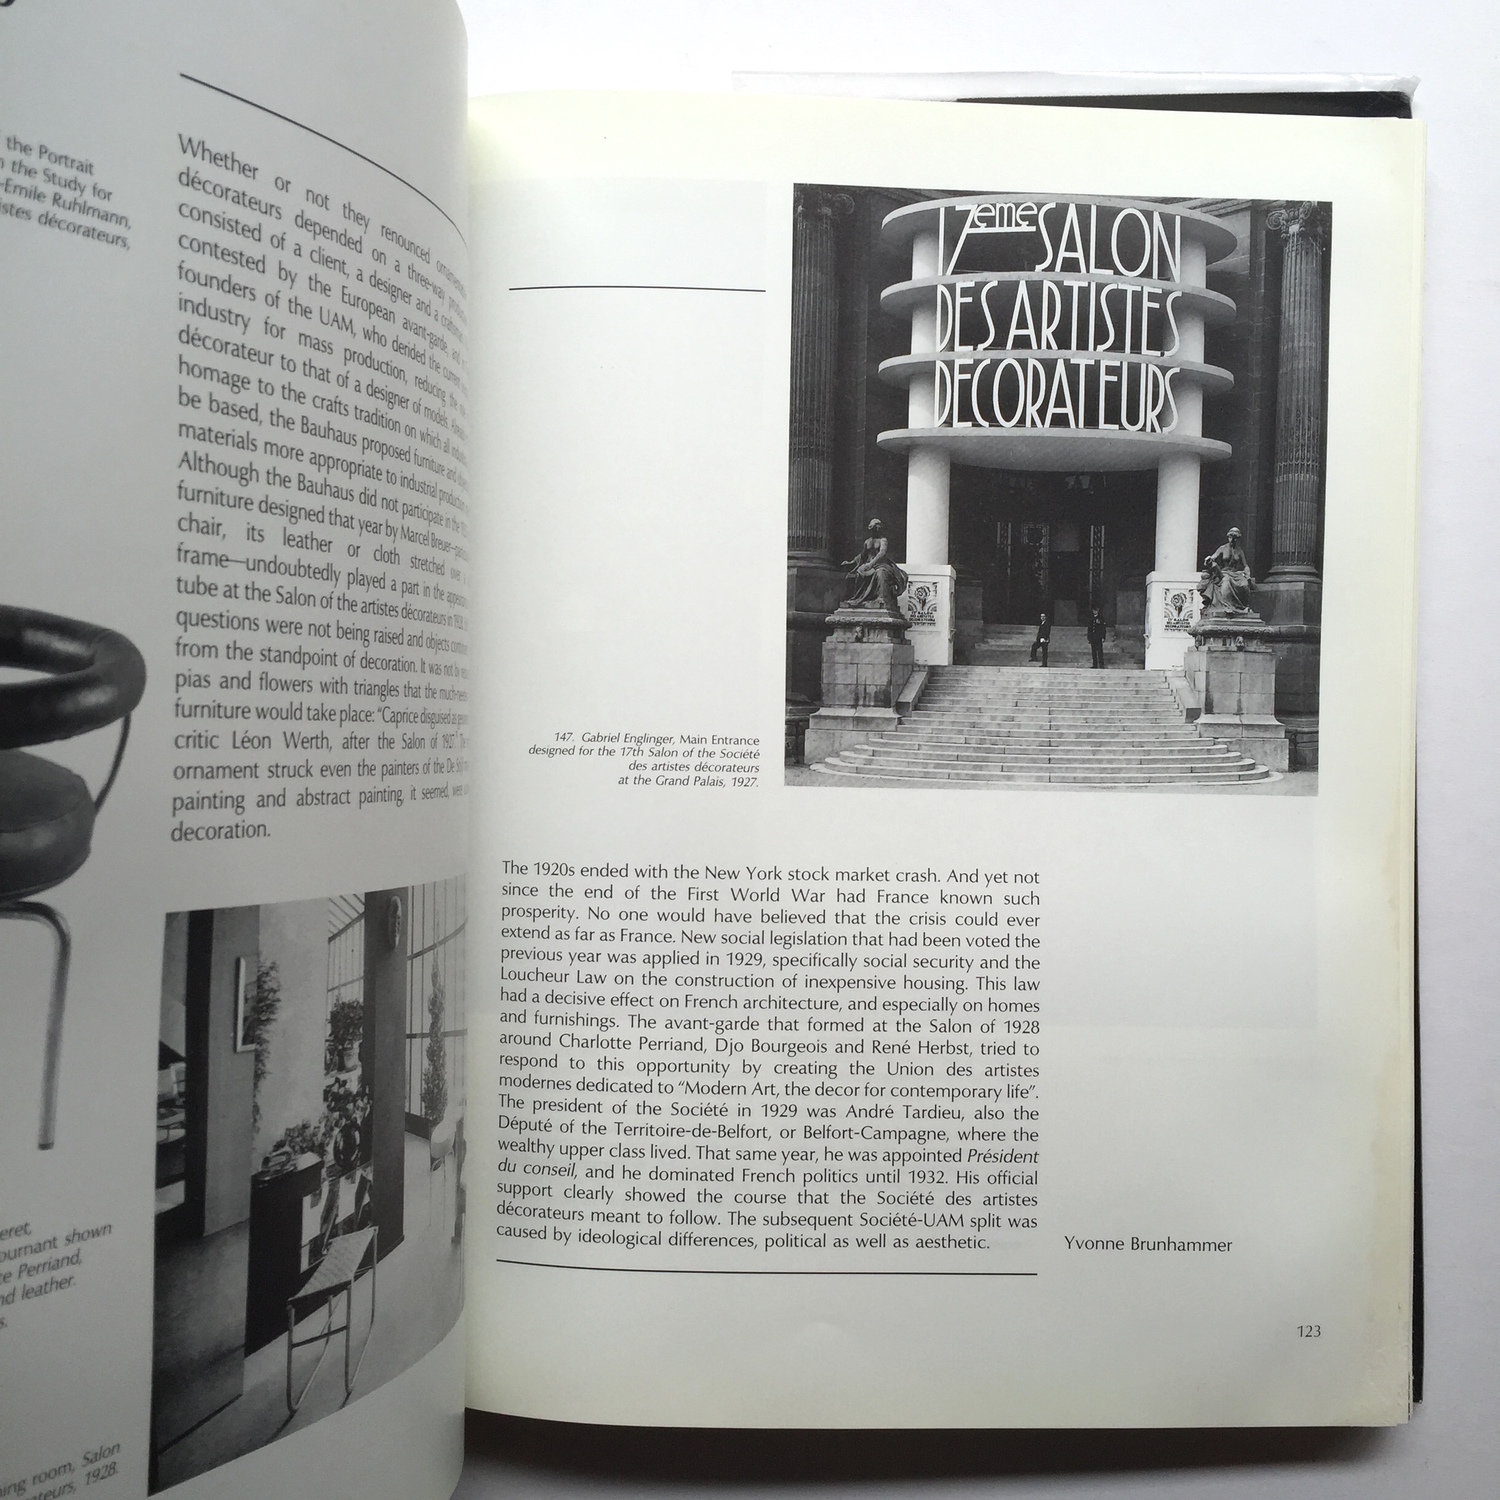 the Portrait
the Study for
-Emile Ruhlmann,
istes décorateurs,
Whether or not they renounced
décorateurs depended on a three-way
consisted of a client, a designer and a
contested by the European avant-garde, and
founders of the UAM, who derided the current
industry for mass production, reducing the
décorateur to that of a designer of models.
homage to the crafts tradition on which all
be based, the Bauhaus proposed furniture and
materials more appropriate to industrial production
Although the Bauhaus did not participate in the
furniture designed that year by Marcel Breuer—
chair, its leather or cloth stretched over a
frame—undoubtedly played a part in the
tube at the Salon of the artistes décorateurs in
questions were not being raised and objects
from the standpoint of decoration. It was not by
pias and flowers with triangles that the
furniture would take place: "Caprice disguised as
critic Léon Werth, after the Salon of 1927.
ornament struck even the painters of the De
painting and abstract painting, it seemed, were
decoration.
eret,
ournant shown
te Perriand,
nd leather.
s.
ing room, Salon
ateurs, 1928.
17eme SALON
DES ARTISTES
DECORATEURS
147. Gabriel Englinger, Main Entrance
designed for the 17th Salon of the Société
des artistes décorateurs
at the Grand Palais, 1927.
The 1920s ended with the New York stock market crash. And yet not
since the end of the First World War had France known such
prosperity. No one would have believed that the crisis could ever
extend as far as France. New social legislation that had been voted the
previous year was applied in 1929, specifically social security and the
Loucheur Law on the construction of inexpensive housing. This law
had a decisive effect on French architecture, and especially on homes
and furnishings. The avant-garde that formed at the Salon of 1928
around Charlotte Perriand, Djo Bourgeois and René Herbst, tried to
respond to this opportunity by creating the Union des artistes
modernes dedicated to "Modern Art, the decor for contemporary life".
The president of the Société in 1929 was André Tardieu, also the
Député of the Territoire-de-Belfort, or Belfort-Campagne, where the
wealthy upper class lived. That same year, he was appointed Président
du conseil, and he dominated French politics until 1932. His official
support clearly showed the course that the Société des artistes
décorateurs meant to follow. The subsequent Société-UAM split was
caused by ideological differences, political as well as aesthetic.
Yvonne Brunhammer
123